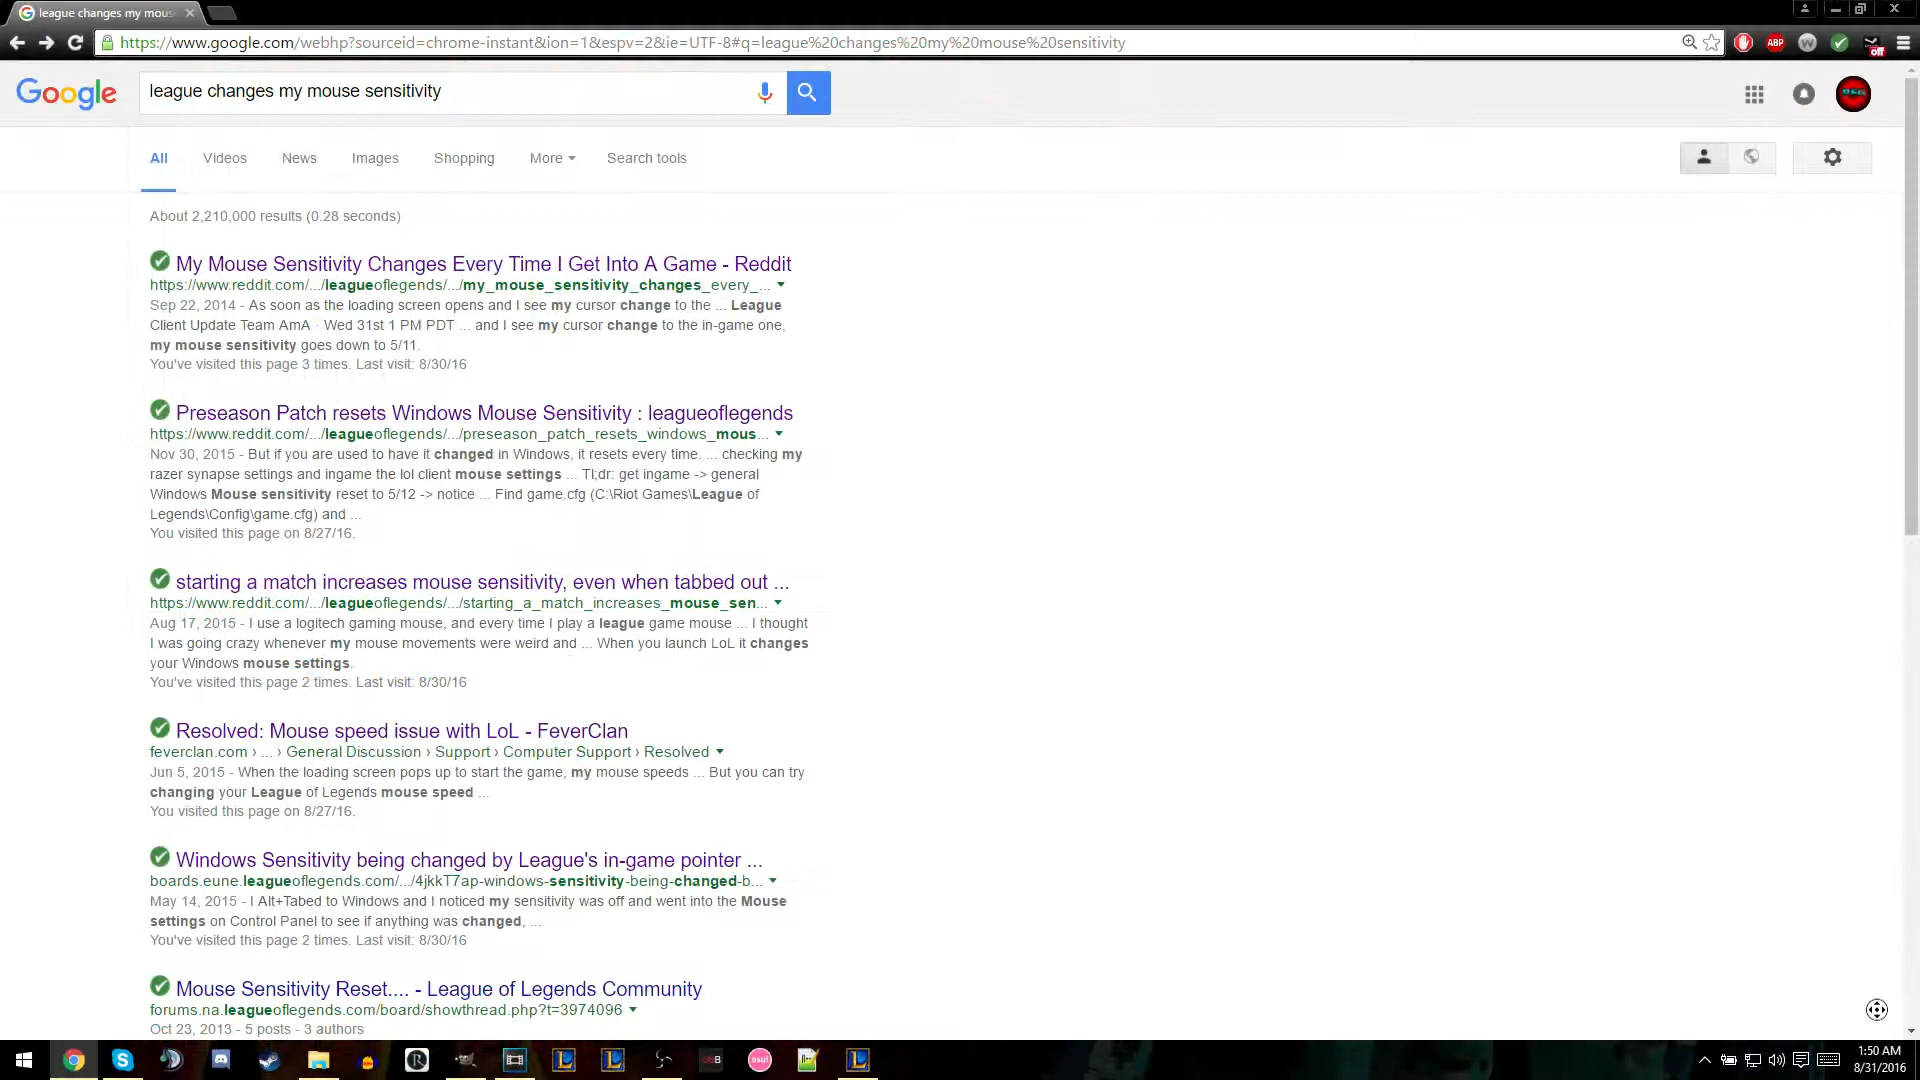 league changes my mous
https://www.google.com/webhp?sourceid=chrome-instant&ion=1&espv=2&ie=UTF-8#q=league%20changes%20my%20mouse%20sensitivity
ABP
off
Google
league changes my mouse sensitivity
All
Videos
News
Images
Shopping
More
Search tools
About 2,210,000 results (0.28 seconds)
My Mouse Sensitivity Changes Every Time I Get Into A Game - Reddit
https://www.reddit.com/.../leagueoflegends/.../my_mouse_sensitivity_changes_every_...
Sep 22, 2014 - As soon as the loading screen opens and I see my cursor change to the ... League
Client Update Team AmA · Wed 31st 1 PM PDT ... and I see my cursor change to the in-game one,
my mouse sensitivity goes down to 5/11.
You've visited this page 3 times. Last visit: 8/30/16
Preseason Patch resets Windows Mouse Sensitivity : leagueoflegends
https://www.reddit.com/.../leagueoflegends/.../preseason_patch_resets_windows_mous...
Nov 30, 2015 - But if you are used to have it changed in Windows, it resets every time. ... checking my
razer synapse settings and ingame the lol client mouse settings ... Tl;dr: get ingame -> general
Windows Mouse sensitivity reset to 5/12 -> notice ... Find game.cfg (C:\Riot Games\League of
Legends\Config\game.cfg) and ...
You visited this page on 8/27/16.
starting a match increases mouse sensitivity, even when tabbed out ...
https://www.reddit.com/.../leagueoflegends/.../starting_a_match_increases_mouse_sen...
Aug 17, 2015 - I use a logitech gaming mouse, and every time I play a league game mouse ... I thought
I was going crazy whenever my mouse movements were weird and ... When you launch LoL it changes
your Windows mouse settings.
You've visited this page 2 times. Last visit: 8/30/16
Resolved: Mouse speed issue with LoL - FeverClan
feverclan.com › ... › General Discussion › Support › Computer Support › Resolved
Jun 5, 2015 - When the loading screen pops up to start the game, my mouse speeds ... But you can try
changing your League of Legends mouse speed ...
You visited this page on 8/27/16.
Windows Sensitivity being changed by League's in-game pointer ...
boards.eune.leagueoflegends.com/.../4jkkT7ap-windows-sensitivity-being-changed-b...
May 14, 2015 - I Alt+Tabed to Windows and I noticed my sensitivity was off and went into the Mouse
settings on Control Panel to see if anything was changed, ...
You've visited this page 2 times. Last visit: 8/30/16
Mouse Sensitivity Reset.... - League of Legends Community
forums.na.leagueoflegends.com/board/showthread.php?t=3974096
Oct 23, 2013 - 5 posts - 3 authors
osu!
1:50 AM
8/31/2016